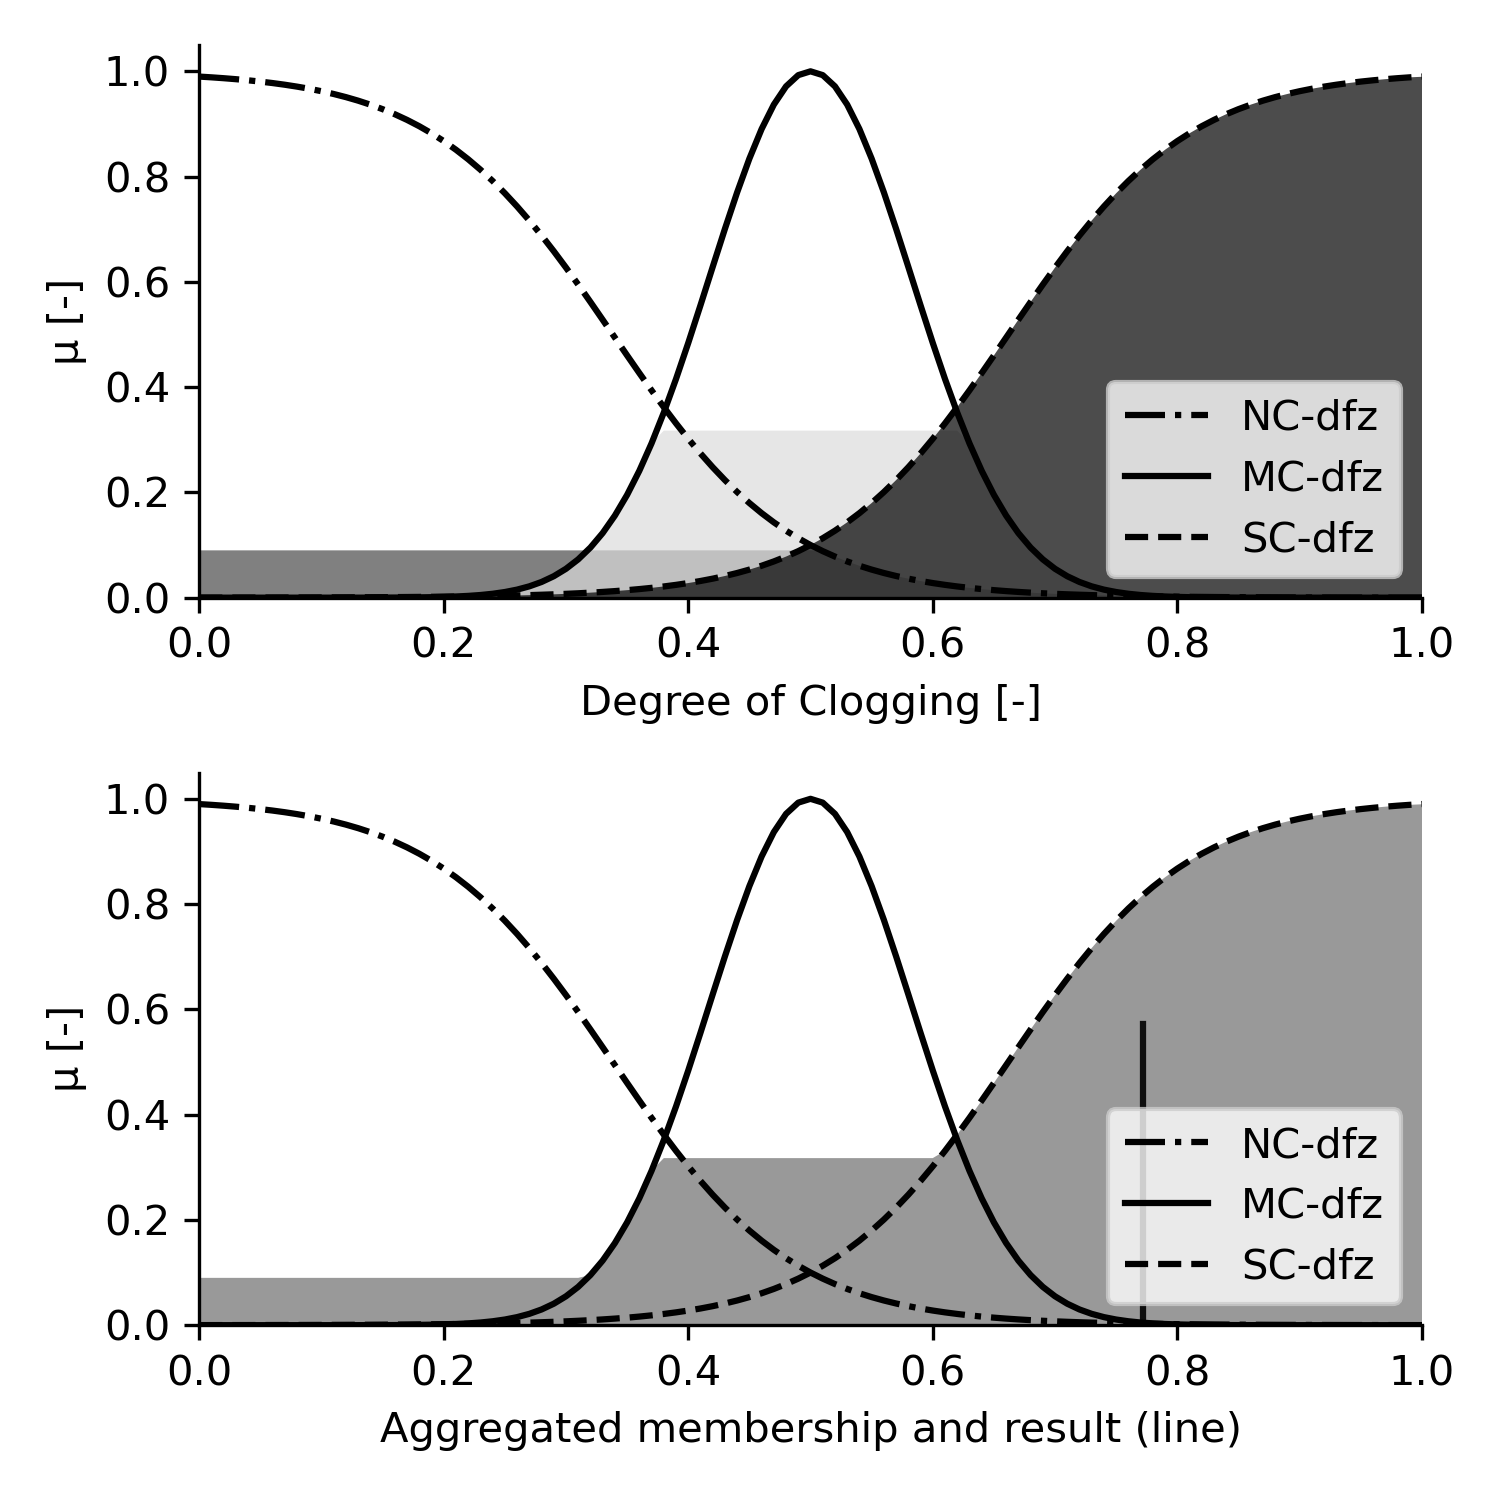 1.0
0.8
0.6
0.4
0.2
0.0
µ [-]
0.0 0.2 0.4 0.6 0.8 1.0
Degree of Clogging [-]
NC-dfz
MC-dfz
SC-dfz
1.0
0.8
0.6
0.4
0.2
0.0
µ [-]
0.0 0.2 0.4 0.6 0.8 1.0
Aggregated membership and result (line)
NC-dfz
MC-dfz
SC-dfz